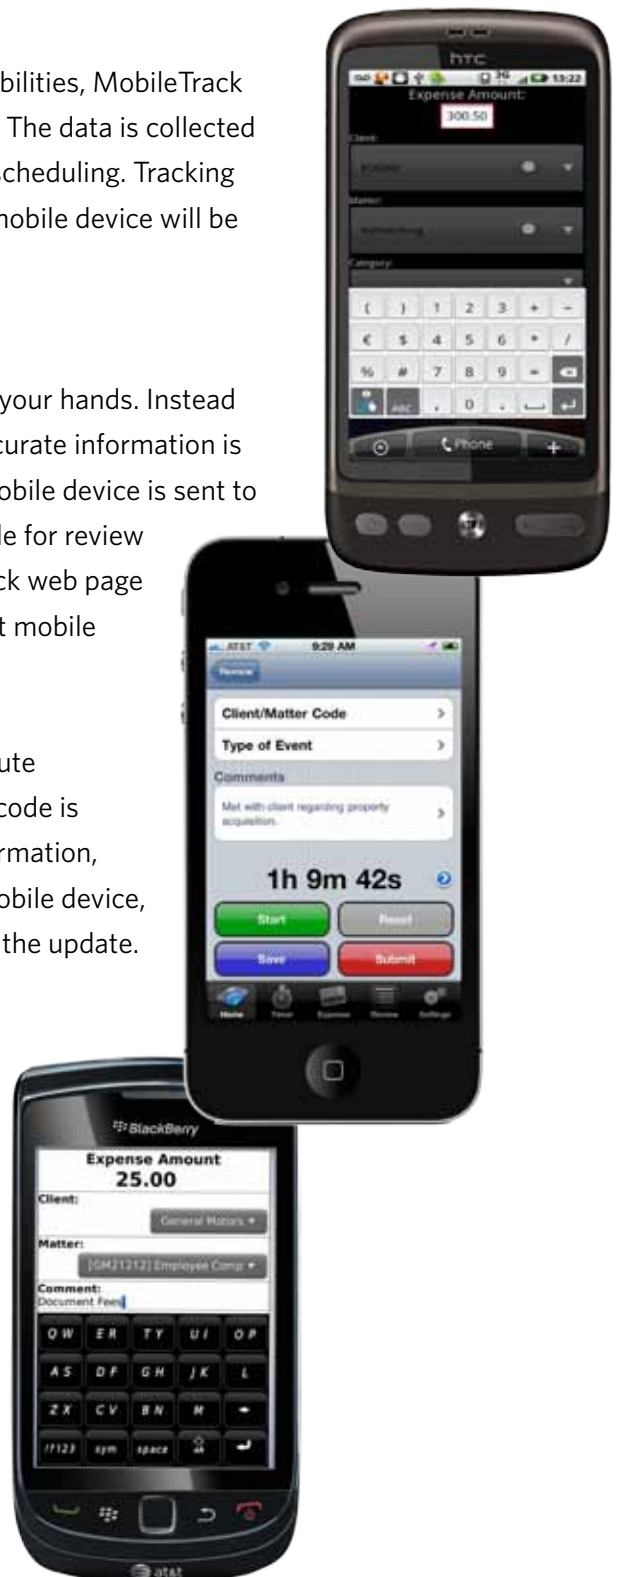 bilities, MobileTrack
The data is collected
scheduling. Tracking
mobile device will be
your hands. Instead
curate information is
obile device is sent to
le for review
ck web page
t mobile
ute
code is
rmation,
obile device,
the update.
htc
3G 13:22
Expense Amount:
300.50
Client:
Matter:
Category:
( ) 1 2 3 + -
€ $ 4 5 6 * /
% # 7 8 9 =
ABC , 0 .
Phone +
AT&T 9:29 AM
Client/Matter Code
Type of Event
Comments
Met with client regarding property
acquisition.
1h 9m 42s
Start Reset
Save Submit
Home Timer Expense Review Settings
BlackBerry
Expense Amount
25.00
Client:
General Motors
Matter:
[GM21212] Employee Comp
Comment:
Document Fees
Q W E R T Y U I O P
A S D F G H J K L
Z X C V B N M
!?123 sym space
at&t